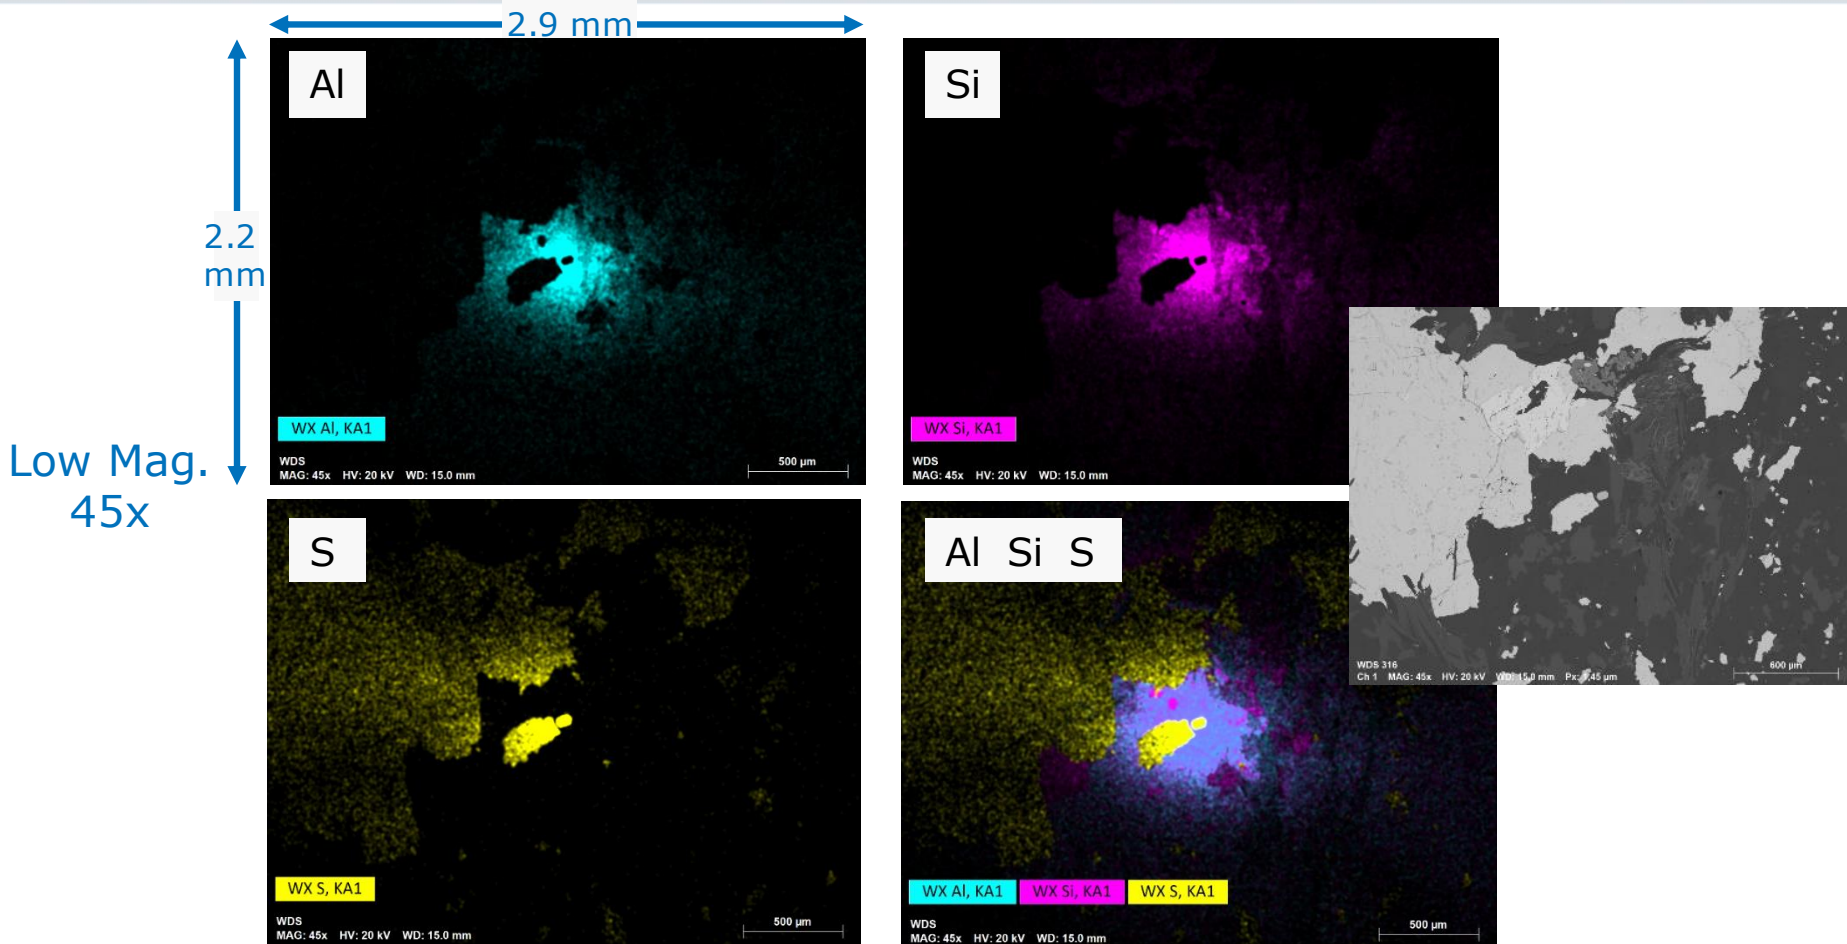 2.9 mm
Al
Si
2.2
mm
WX Al, KA1
WX Si, KA1
WDS
MAG: 45x HV: 20 kV WD: 15.0 mm
500 µm
WDS
MAG: 45x HV: 20 kV WD: 15.0 mm
Low Mag.
45x
S
Al Si S
WDS 316
Ch 1 MAG: 45x HV: 20 kV WD: 15.0 mm Px: 1.45 µm
600 µm
WX S, KA1
WX Al, KA1
WX Si, KA1
WX S, KA1
WDS
MAG: 45x HV: 20 kV WD: 15.0 mm
500 µm
WDS
MAG: 45x HV: 20 kV WD: 15.0 mm
500 µm